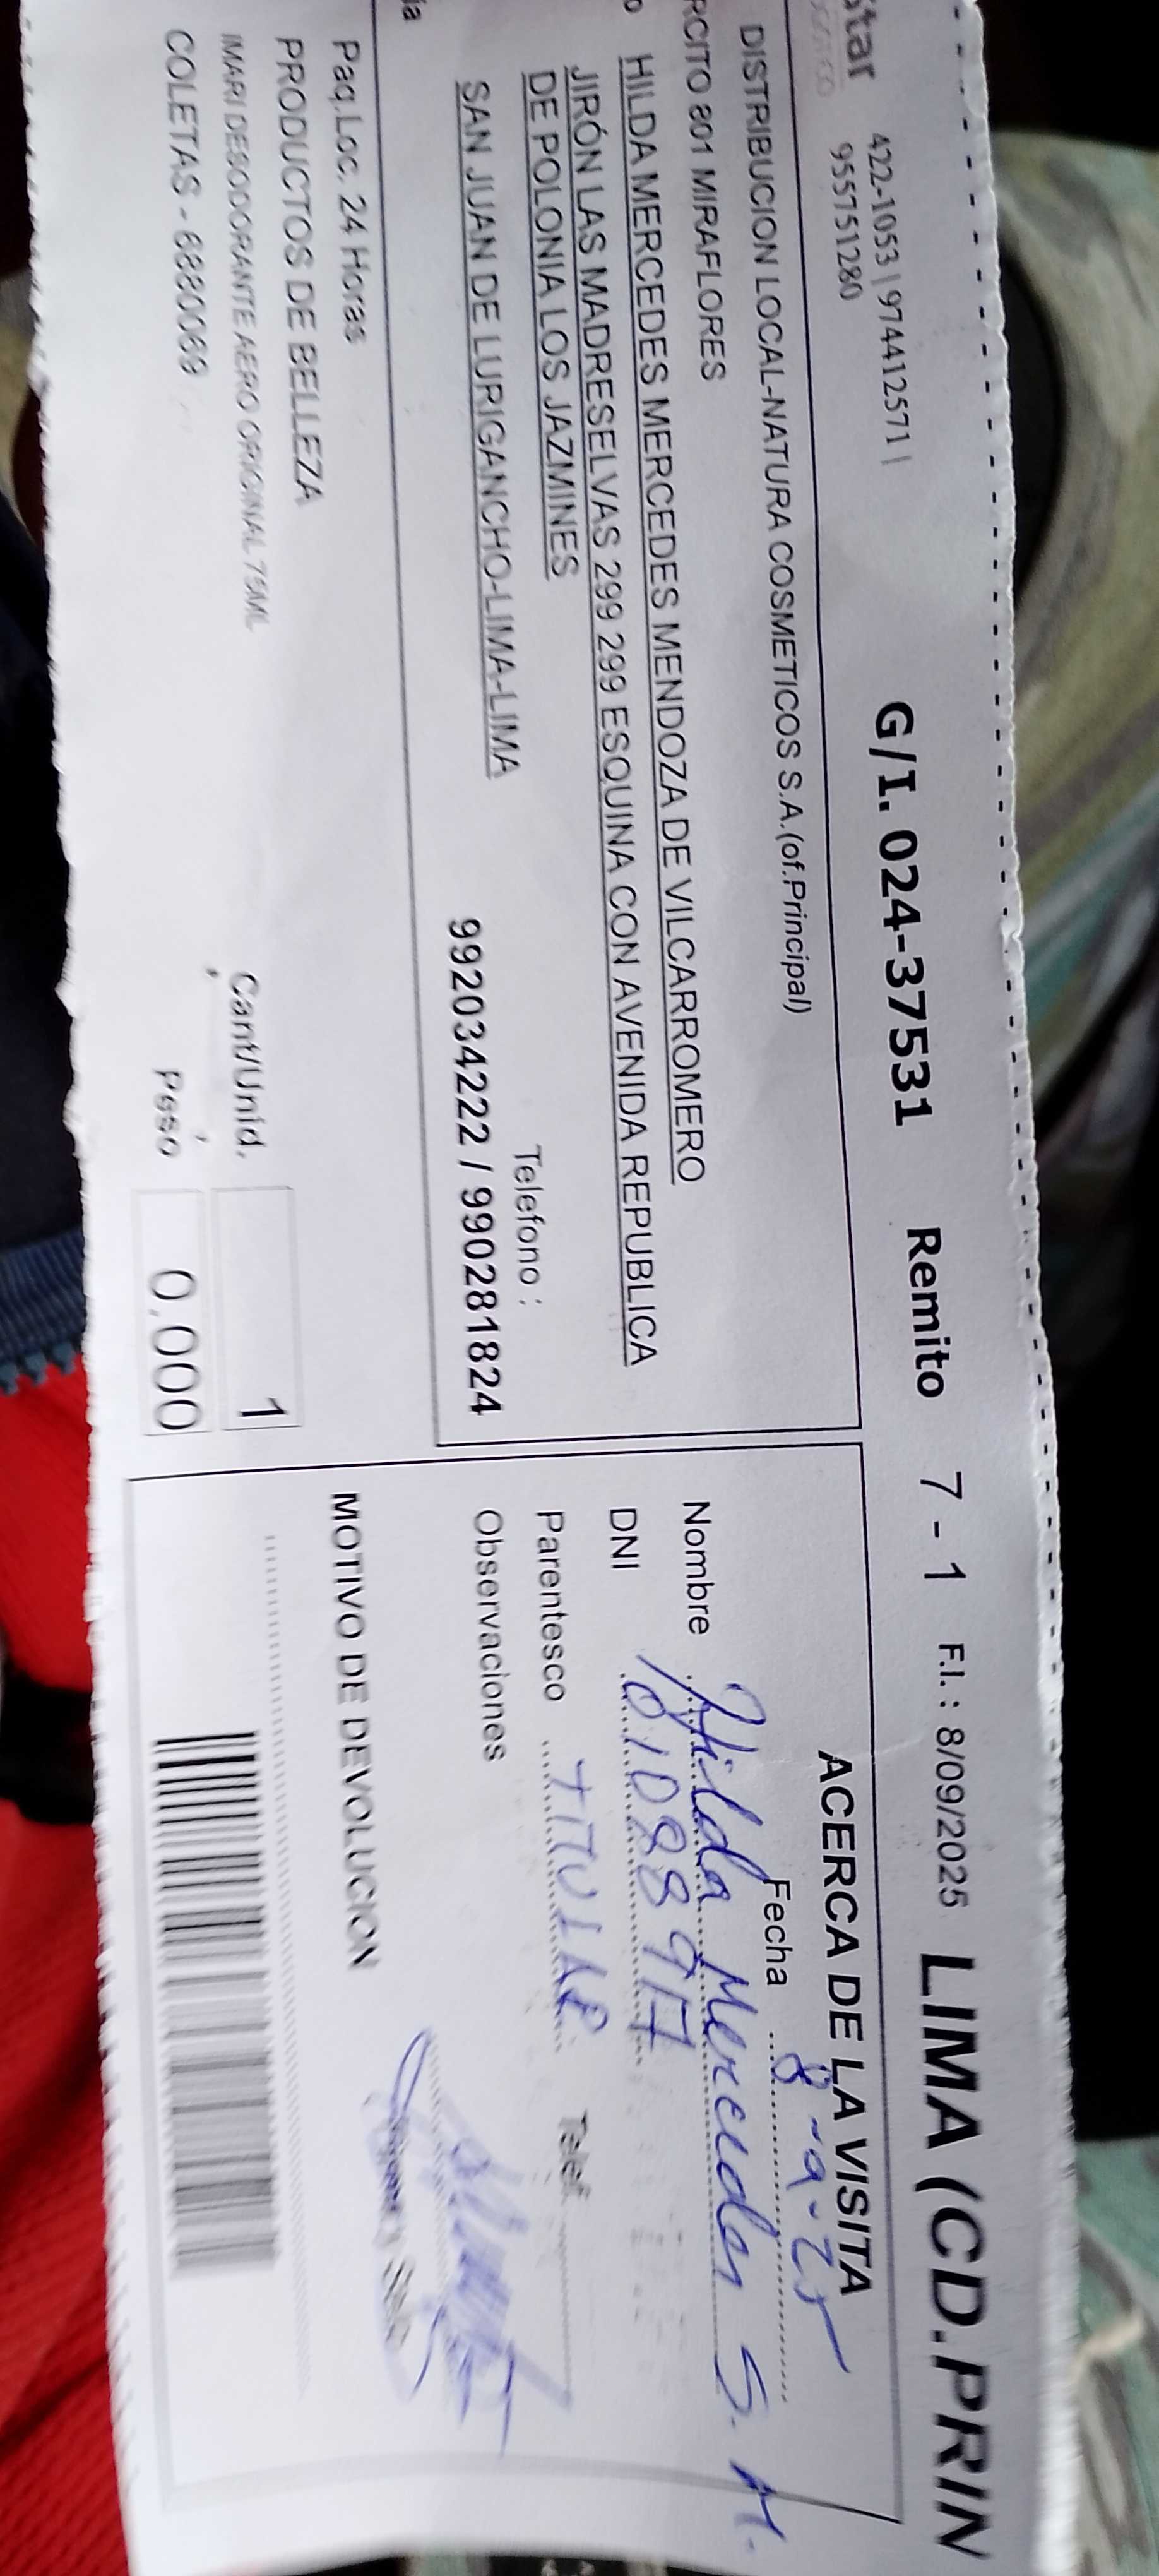 star
422-1053 | 974412571 |
955751280
G/I. 024-37531 Remito 7 - 1 F.I. : 8/09/2025 LIMA (CD.PRIN
DISTRIBUCION LOCAL-NATURA COSMETICOS S.A.(of.Principal)
RCITO 801 MIRAFLORES
o HILDA MERCEDES MERCEDES MENDOZA DE VILCARROMERO
JIRÓN LAS MADRESELVAS 299 299 ESQUINA CON AVENIDA REPUBLICA
DE POLONIA LOS JAZMINES
Telefono :
SAN JUAN DE LURIGANCHO-LIMA-LIMA 992034222 / 990281824
ia
Paq.Loc. 24 Horas
PRODUCTOS DE BELLEZA
IMARI DESODORANTE AERO ORIGINAL 75ML
Cant/Unid. 1
COLETAS - 6880069
Peso 0.000
ACERCA DE LA VISITA
Fecha 8-9-25
Nombre Hilda Mercedes S. M.
DNI 01088917
Parentesco TITULAR Telef.
Observaciones
MOTIVO DE DEVOLUCION